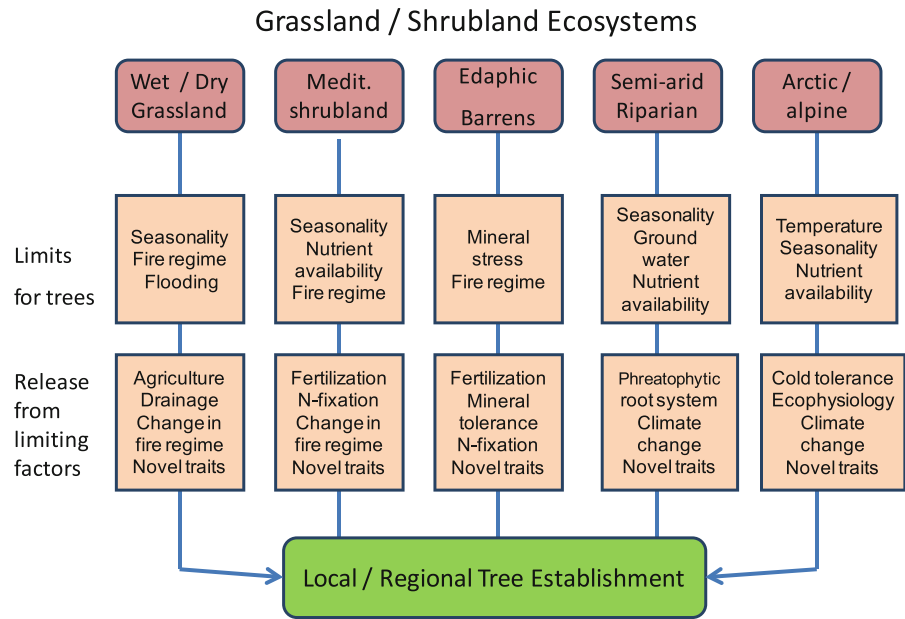 Grassland / Shrubland Ecosystems
Wet / Dry
Grassland
Medit.
shrubland
Edaphic
Barrens
Semi-arid
Riparian
Arctic /
alpine
Limits
for trees
Seasonality
Fire regime
Flooding
Seasonality
Nutrient
availability
Fire regime
Mineral
stress
Fire regime
Seasonality
Ground
water
Nutrient
availability
Temperature
Seasonality
Nutrient
availability
Release
from
limiting
factors
Agriculture
Drainage
Change in
fire regime
Novel traits
Fertilization
N-fixation
Change in
fire regime
Novel traits
Fertilization
Mineral
tolerance
N-fixation
Novel traits
Phreatophytic
root system
Climate
change
Novel traits
Cold tolerance
Ecophysiology
Climate
change
Novel traits
Local / Regional Tree Establishment